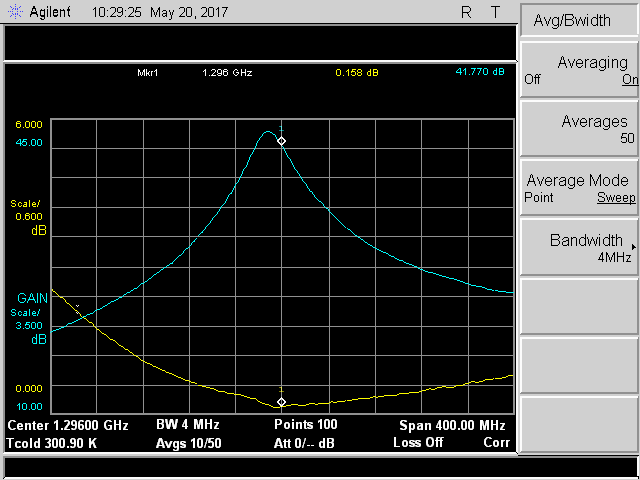 Agilent 10:29:25 May 20, 2017 R T
Avg/Bwidth
Mkr1 1.296 GHz 0.158 dB 41.770 dB
Averaging
Off On
Averages
50
Average Mode
Point Sweep
Bandwidth
4MHz
6.000
45.00
Scale/
0.600
dB
GAIN
Scale/
3.500
dB
0.000
10.00
1
1
Center 1.29600 GHz BW 4 MHz Points 100 Span 400.00 MHz
Tcold 300.90 K Avgs 10/50 Att 0/-- dB Loss Off Corr